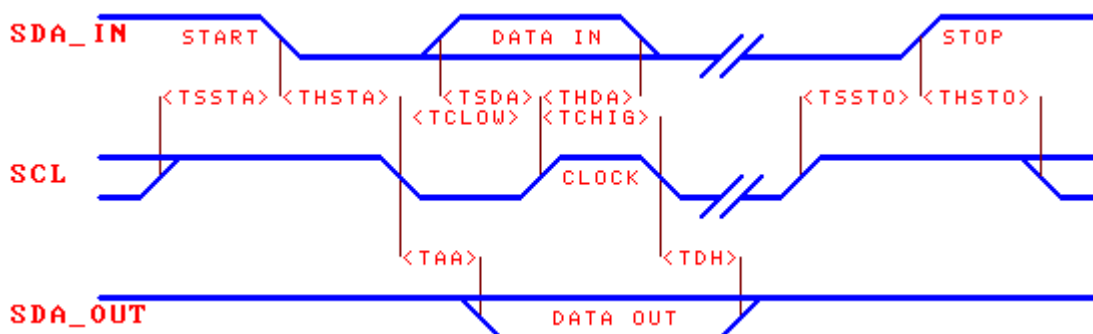 SDA_IN START DATA IN STOP
<TSSTA> <THSTA> <TSDA> <THDA> <TSSTO> <THSTO>
<TCLOW> <TCHIG>
SCL CLOCK
<TAA> <TDH>
SDA_OUT DATA OUT